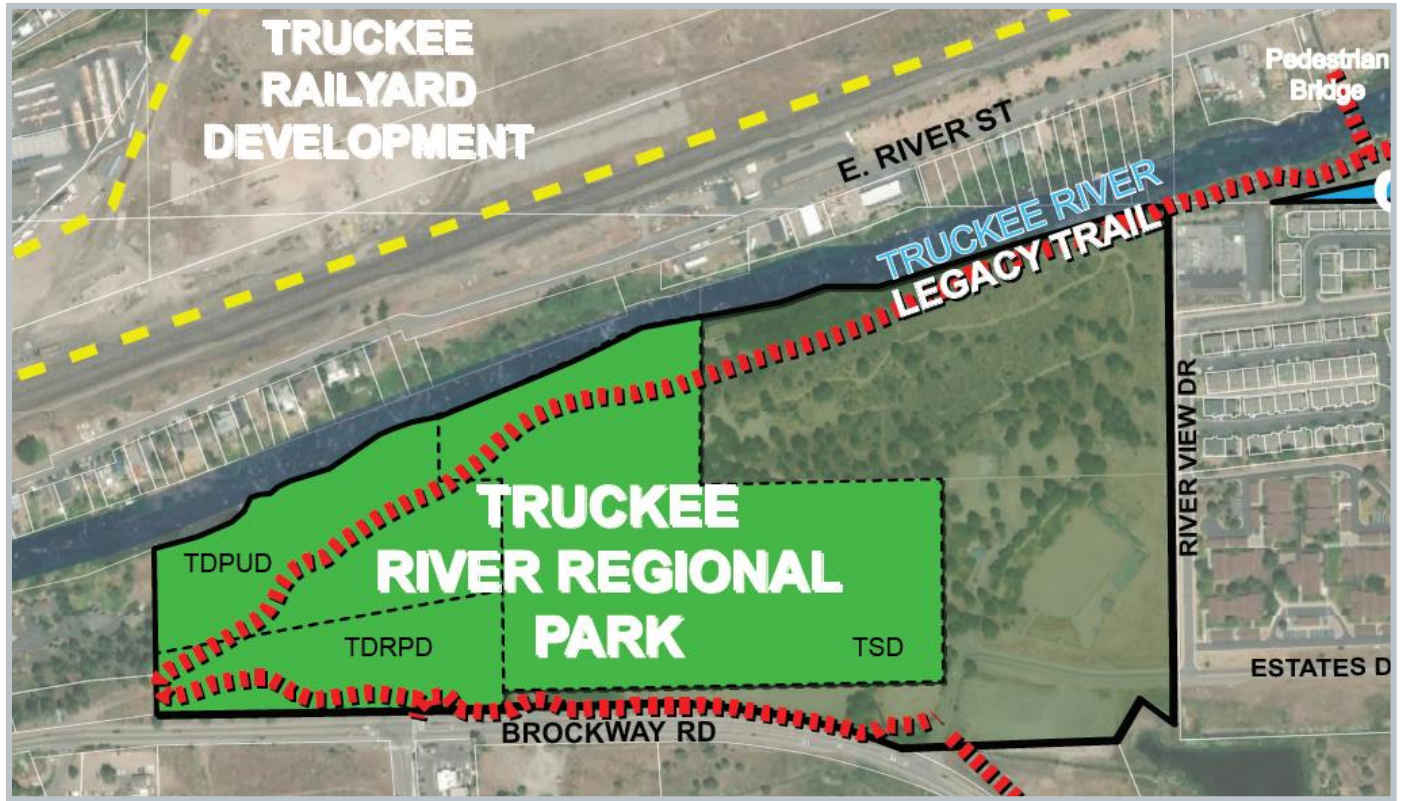 TRUCKEE
RAILYARD
DEVELOPMENT
Pedestrian
Bridge
E. RIVER ST
TRUCKEE RIVER
LEGACY TRAIL
RIVER VIEW DR
TRUCKEE
RIVER REGIONAL
PARK
TDPUD
TDRPD
TSD
ESTATES D
BROCKWAY RD